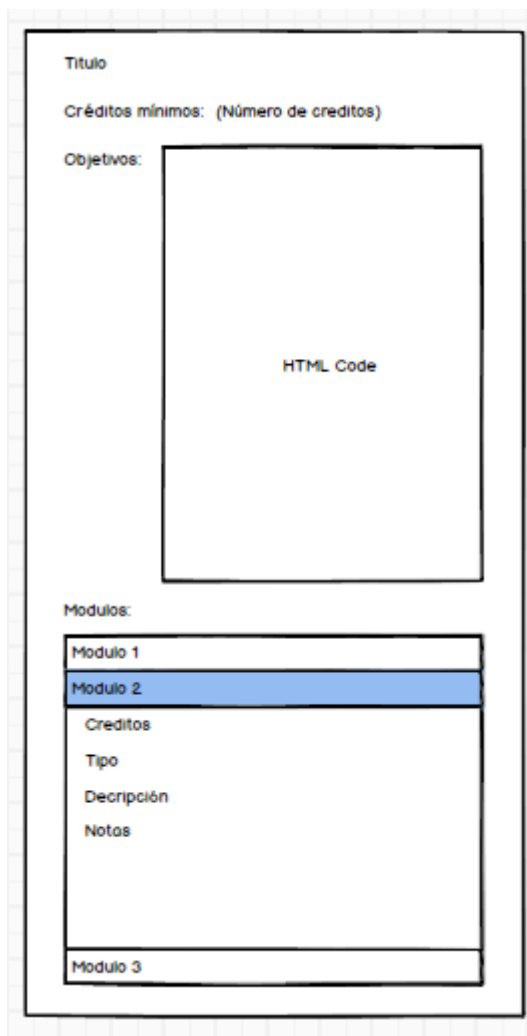 Titulo
Créditos mínimos: (Número de creditos)
Objetivos:
HTML Code
Modulos:
Modulo 1
Modulo 2
Creditos
Tipo
Decripción
Notas
Modulo 3